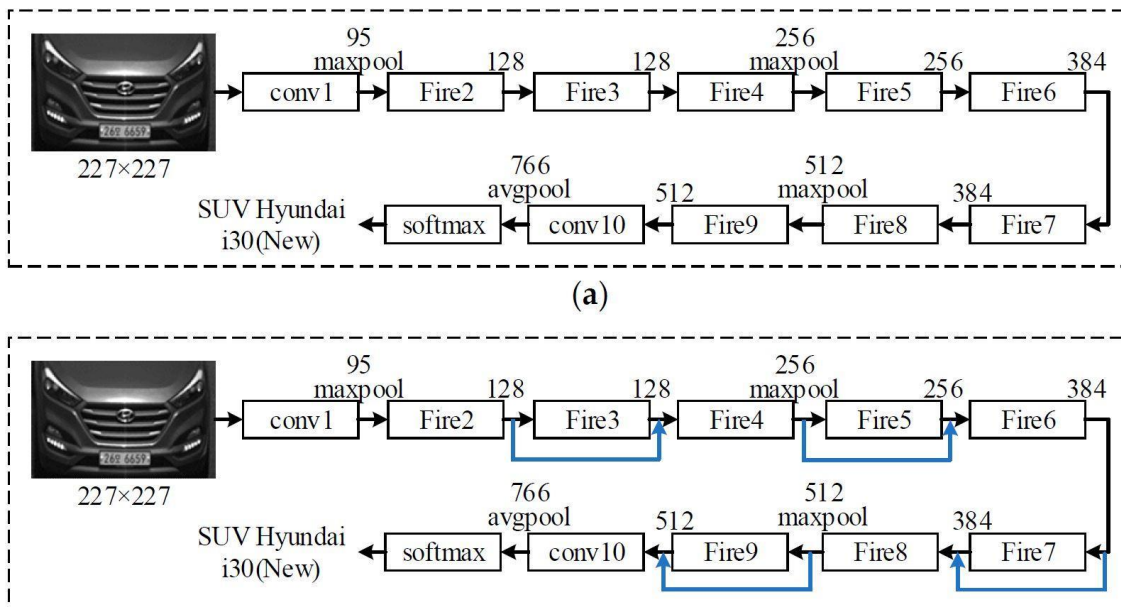 95
maxpool
128
128
256
maxpool
256
384
conv1
Fire2
Fire3
Fire4
Fire5
Fire6
227×227
766
avgpool
512
512
maxpool
384
SUV Hyundai
i30(New)
softmax
conv10
Fire9
Fire8
Fire7
(a)
95
maxpool
128
128
256
maxpool
256
384
conv1
Fire2
Fire3
Fire4
Fire5
Fire6
227×227
766
avgpool
512
512
maxpool
384
SUV Hyundai
i30(New)
softmax
conv10
Fire9
Fire8
Fire7